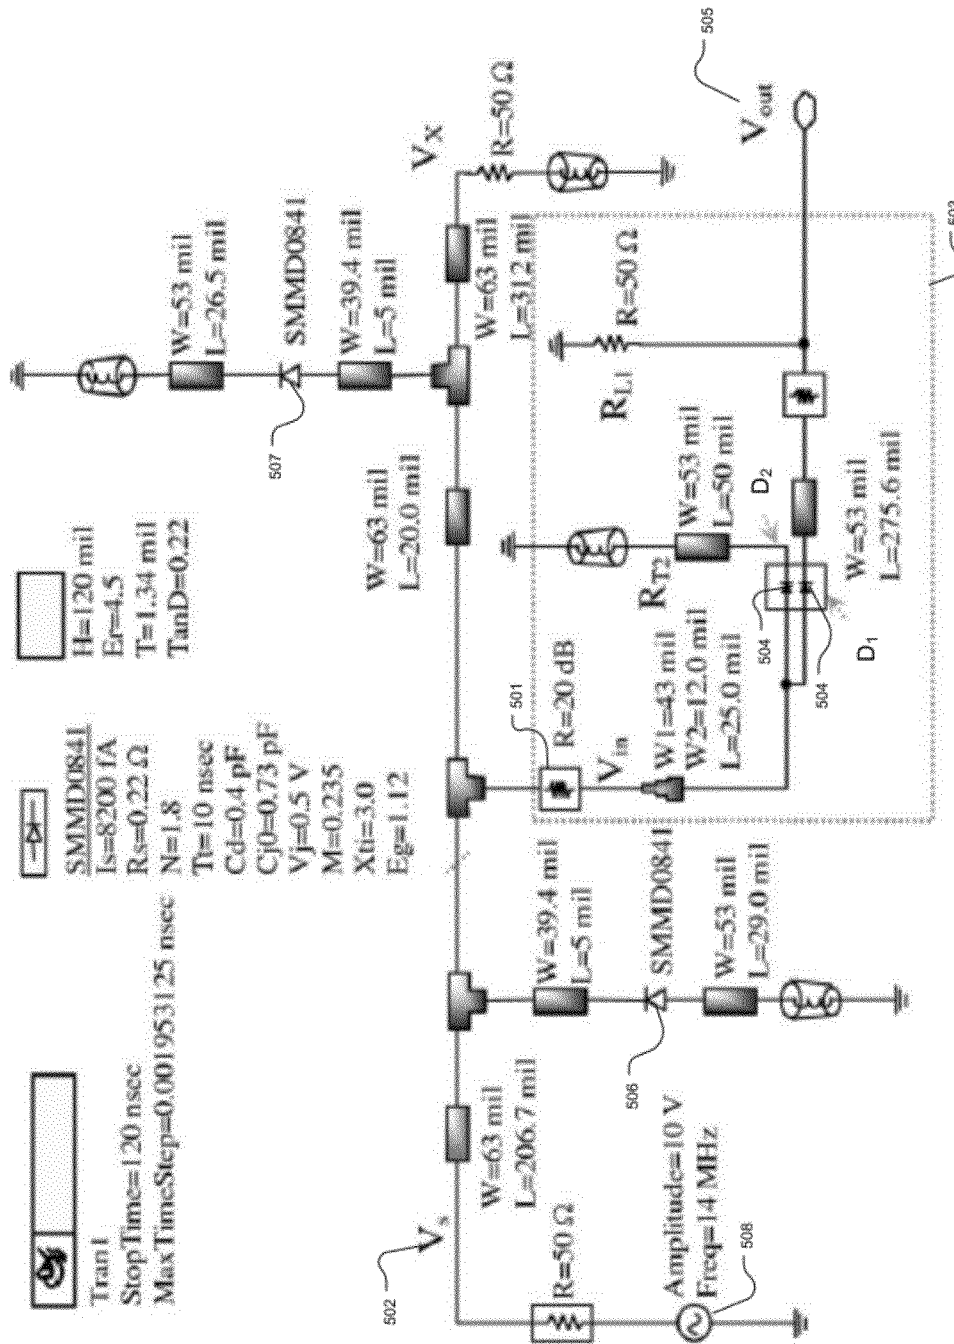 Tran1
StopTime=120 nsec
MaxTimeStep=0.001953125 nsec
SMMD0841
Is=8200 fA
Rs=0.22 Ω
N=1.8
Tt=10 nsec
Cd=0.4 pF
Cj0=0.73 pF
Vj=0.5 V
M=0.235
Xti=3.0
Eg=1.12
H=120 mil
Er=4.5
T=1.34 mil
TanD=0.22
W=53 mil
L=26.5 mil
SMMD0841
507
W=39.4 mil
L=5 mil
502
Vs
W=63 mil
L=206.7 mil
W=63 mil
L=20.0 mil
W=63 mil
L=312 mil
VX
R=50 Ω
R=50 Ω
Amplitude=10 V
Freq=14 MHz
508
W=39.4 mil
L=5 mil
SMMD0841
506
W=53 mil
L=29.0 mil
501
R=20 dB
Vin
W1=43 mil
W2=12.0 mil
L=25.0 mil
RT2
W=53 mil
L=50 mil
D2
504
504
D1
W=53 mil
L=275.6 mil
RL1
R=50 Ω
Vout
505
503